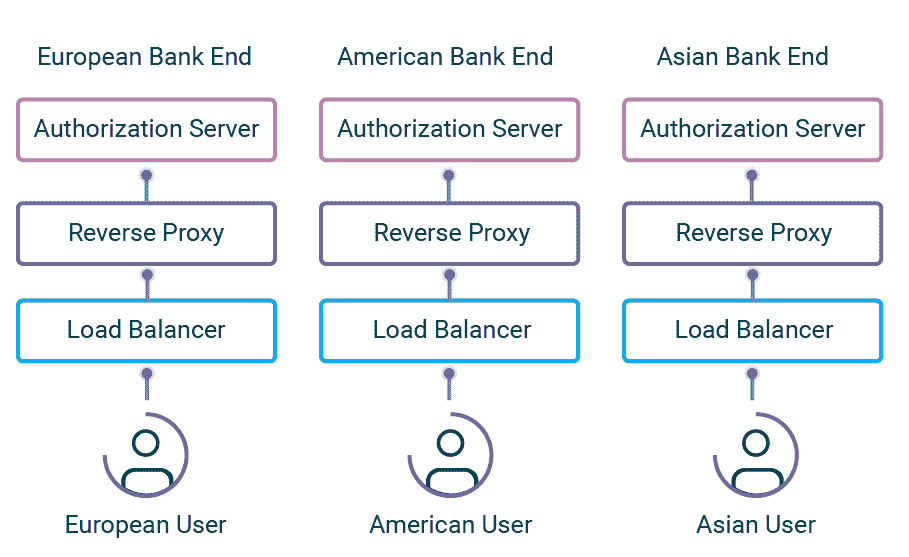 European Bank End
American Bank End
Asian Bank End
Authorization Server
Authorization Server
Authorization Server
Reverse Proxy
Reverse Proxy
Reverse Proxy
Load Balancer
Load Balancer
Load Balancer
European User
American User
Asian User